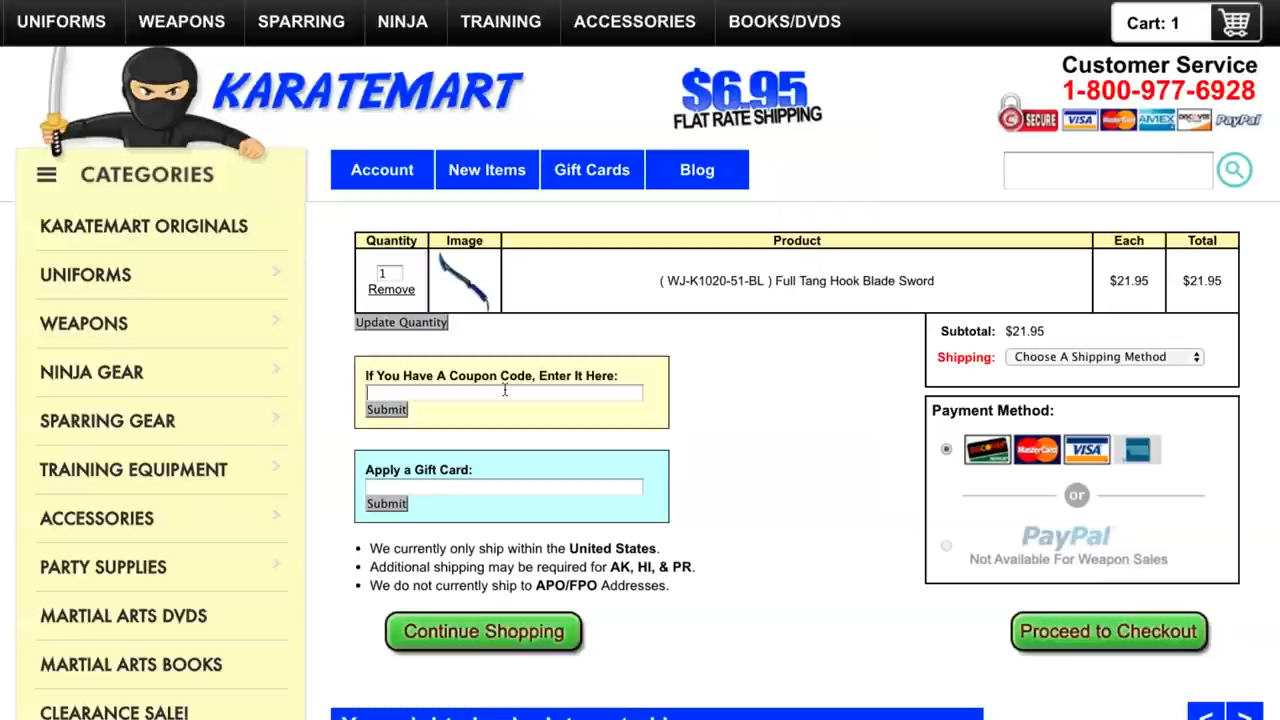 UNIFORMS WEAPONS SPARRING NINJA TRAINING ACCESSORIES BOOKS/DVDS Cart: 1
KARATEMART
$6.95
FLAT RATE SHIPPING
Customer Service
1-800-977-6928
SECURE VISA MasterCard AMEX DISCOVER PayPal
CATEGORIES
Account New Items Gift Cards Blog
KARATEMART ORIGINALS
UNIFORMS
WEAPONS
NINJA GEAR
SPARRING GEAR
TRAINING EQUIPMENT
ACCESSORIES
PARTY SUPPLIES
MARTIAL ARTS DVDS
MARTIAL ARTS BOOKS
CLEARANCE SALE!
Quantity Image Product Each Total
1 ( WJ-K1020-51-BL ) Full Tang Hook Blade Sword $21.95 $21.95
Remove
Update Quantity
Subtotal: $21.95
Shipping: Choose A Shipping Method
If You Have A Coupon Code, Enter It Here:
Submit
Apply a Gift Card:
Submit
Payment Method:
DISCOVER MasterCard VISA
or
PayPal
Not Available For Weapon Sales
• We currently only ship within the United States.
• Additional shipping may be required for AK, HI, & PR.
• We do not currently ship to APO/FPO Addresses.
Continue Shopping Proceed to Checkout